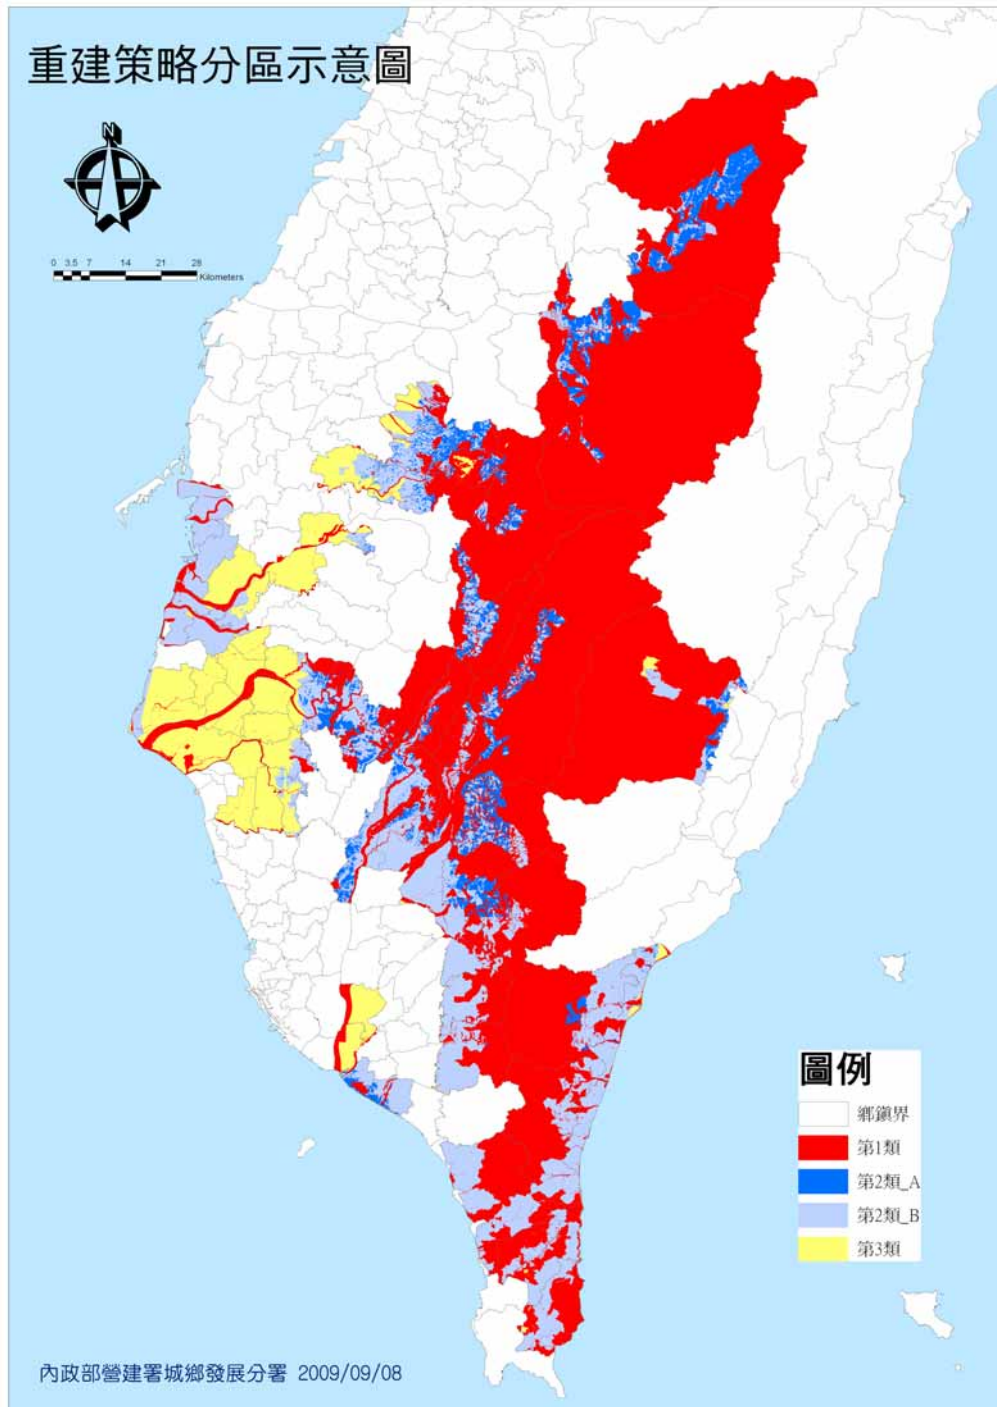 重建策略分區示意圖
N
0 3.5 7 14 21 28
Kilometers
圖例
鄉鎮界
第1類
第2類_A
第2類_B
第3類
內政部營建署城鄉發展分署 2009/09/08